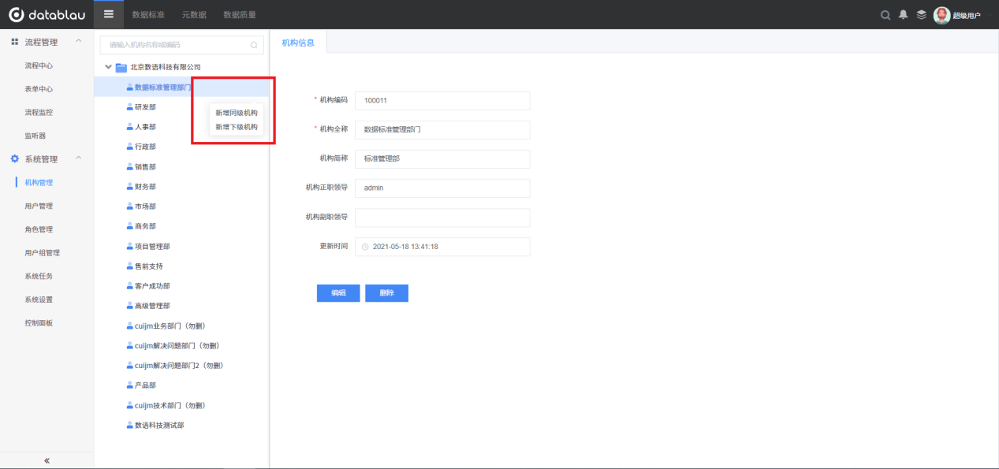 datablau
数据标准
元数据
数据质量
超级用户
流程管理
流程中心
表单中心
流程监控
监听器
系统管理
机构管理
用户管理
角色管理
用户组管理
系统任务
系统设置
控制面板
请输入机构名称或编码
北京数语科技有限公司
数据标准管理部门
研发部
人事部
行政部
销售部
财务部
市场部
商务部
项目管理部
售前支持
客户成功部
高级管理部
cuijm业务部门（勿删）
cuijm解决问题部门（勿删）
cuijm解决问题部门2（勿删）
产品部
cuijm技术部门（勿删）
数语科技测试部
新增同级机构
新增下级机构
机构信息
* 机构编码 100011
* 机构全称 数据标准管理部门
机构简称 标准管理部
机构正职领导 admin
机构副职领导
更新时间 2021-05-18 13:41:18
编辑
删除